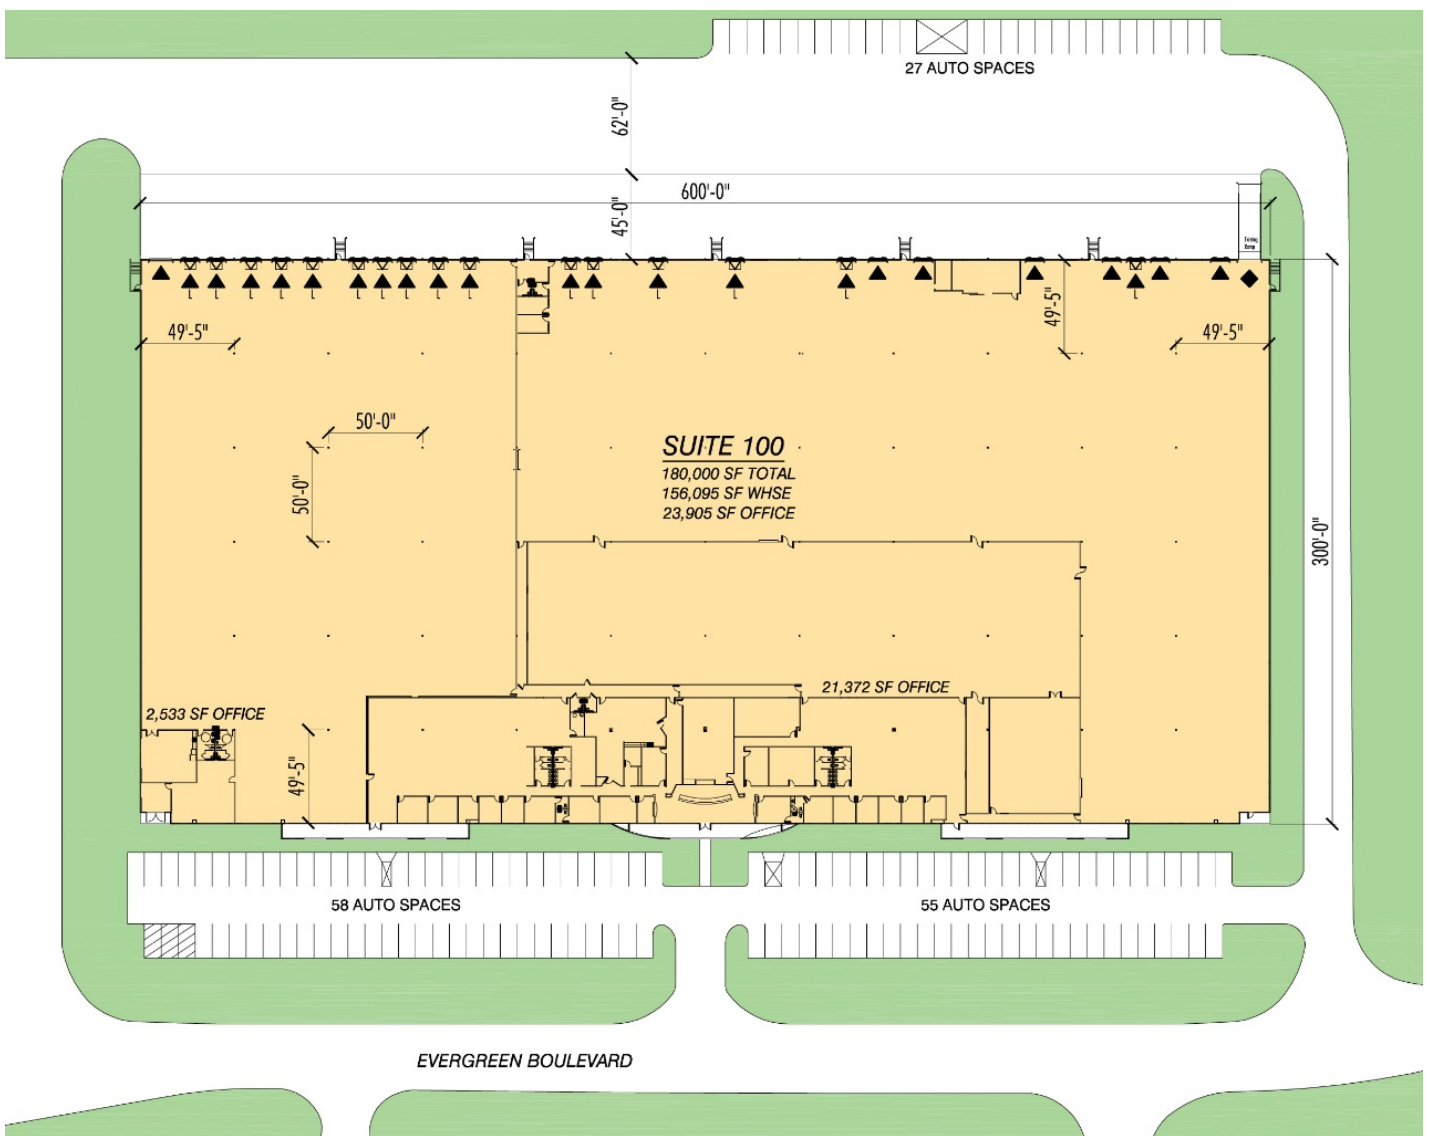 27 AUTO SPACES
62'-0"
600'-0"
45'-0"
Existing
Ramp
49'-5"
49'-5"
49'-5"
50'-0"
50'-0"
SUITE 100
180,000 SF TOTAL
156,095 SF WHSE
23,905 SF OFFICE
300'-0"
21,372 SF OFFICE
2,533 SF OFFICE
49'-5"
58 AUTO SPACES
55 AUTO SPACES
EVERGREEN BOULEVARD